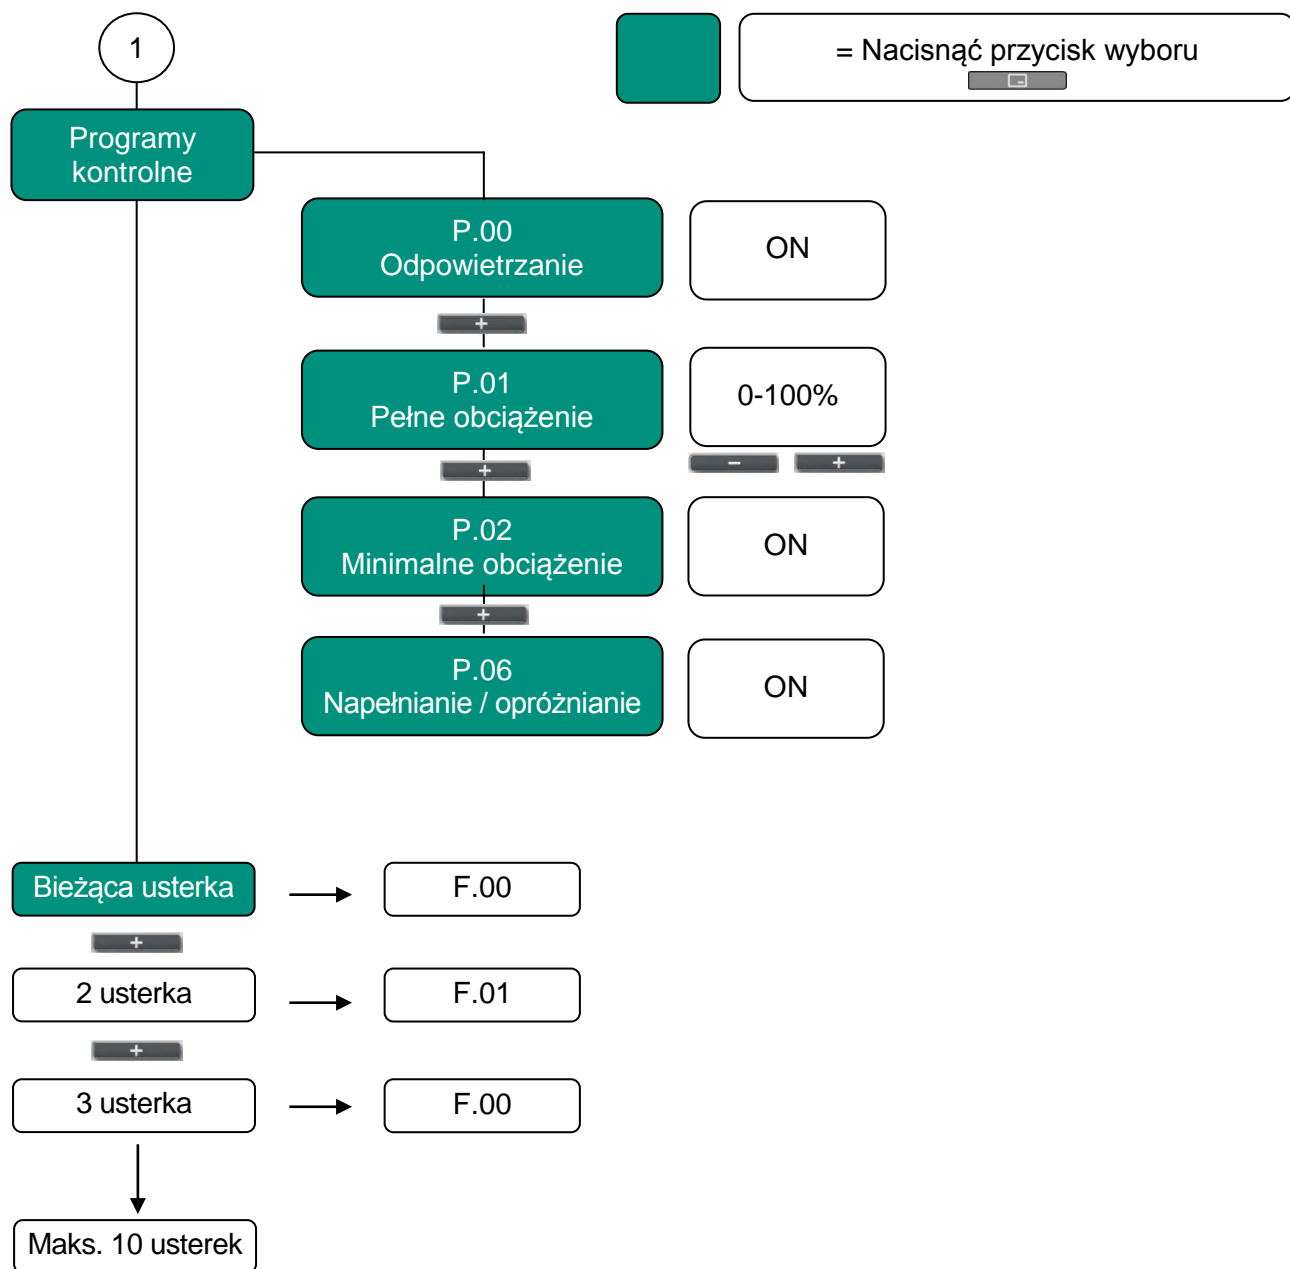 1
= Nacisnąć przycisk wyboru
Programy
kontrolne
P.00
Odpowietrzanie
ON
+
P.01
Pełne obciążenie
0-100%
+
−
+
P.02
Minimalne obciążenie
ON
+
P.06
Napełnianie / opróżnianie
ON
Bieżąca usterka
F.00
+
2 usterka
F.01
+
3 usterka
F.00
Maks. 10 usterek